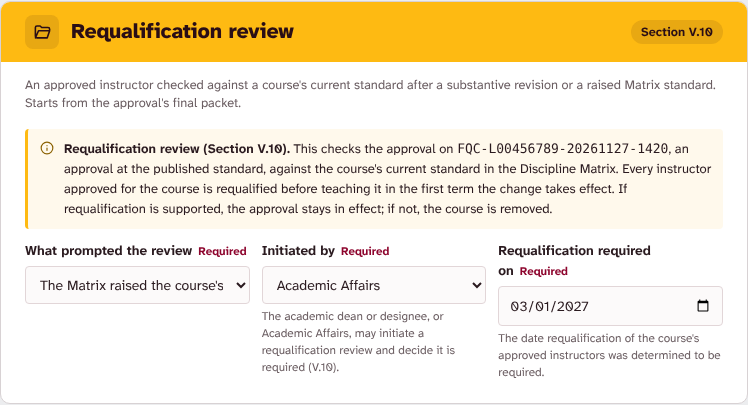 Requalification review
Section V.10
An approved instructor checked against a course's current standard after a substantive revision or a raised Matrix standard.
Starts from the approval's final packet.
Requalification review (Section V.10). This checks the approval on FQC-L00456789-20261127-1420, an
approval at the published standard, against the course's current standard in the Discipline Matrix. Every instructor
approved for the course is requalified before teaching it in the first term the change takes effect. If
requalification is supported, the approval stays in effect; if not, the course is removed.
What prompted the review Required
The Matrix raised the course's
Initiated by Required
Academic Affairs
The academic dean or designee, or
Academic Affairs, may initiate a
requalification review and decide it is
required (V.10).
Requalification required
on Required
03/01/2027
The date requalification of the course's
approved instructors was determined to be
required.